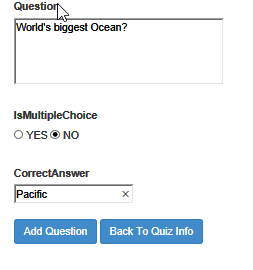 Question
World's biggest Ocean?
IsMultipleChoice
YES NO
CorrectAnswer
Pacific ×
Add Question Back To Quiz Info